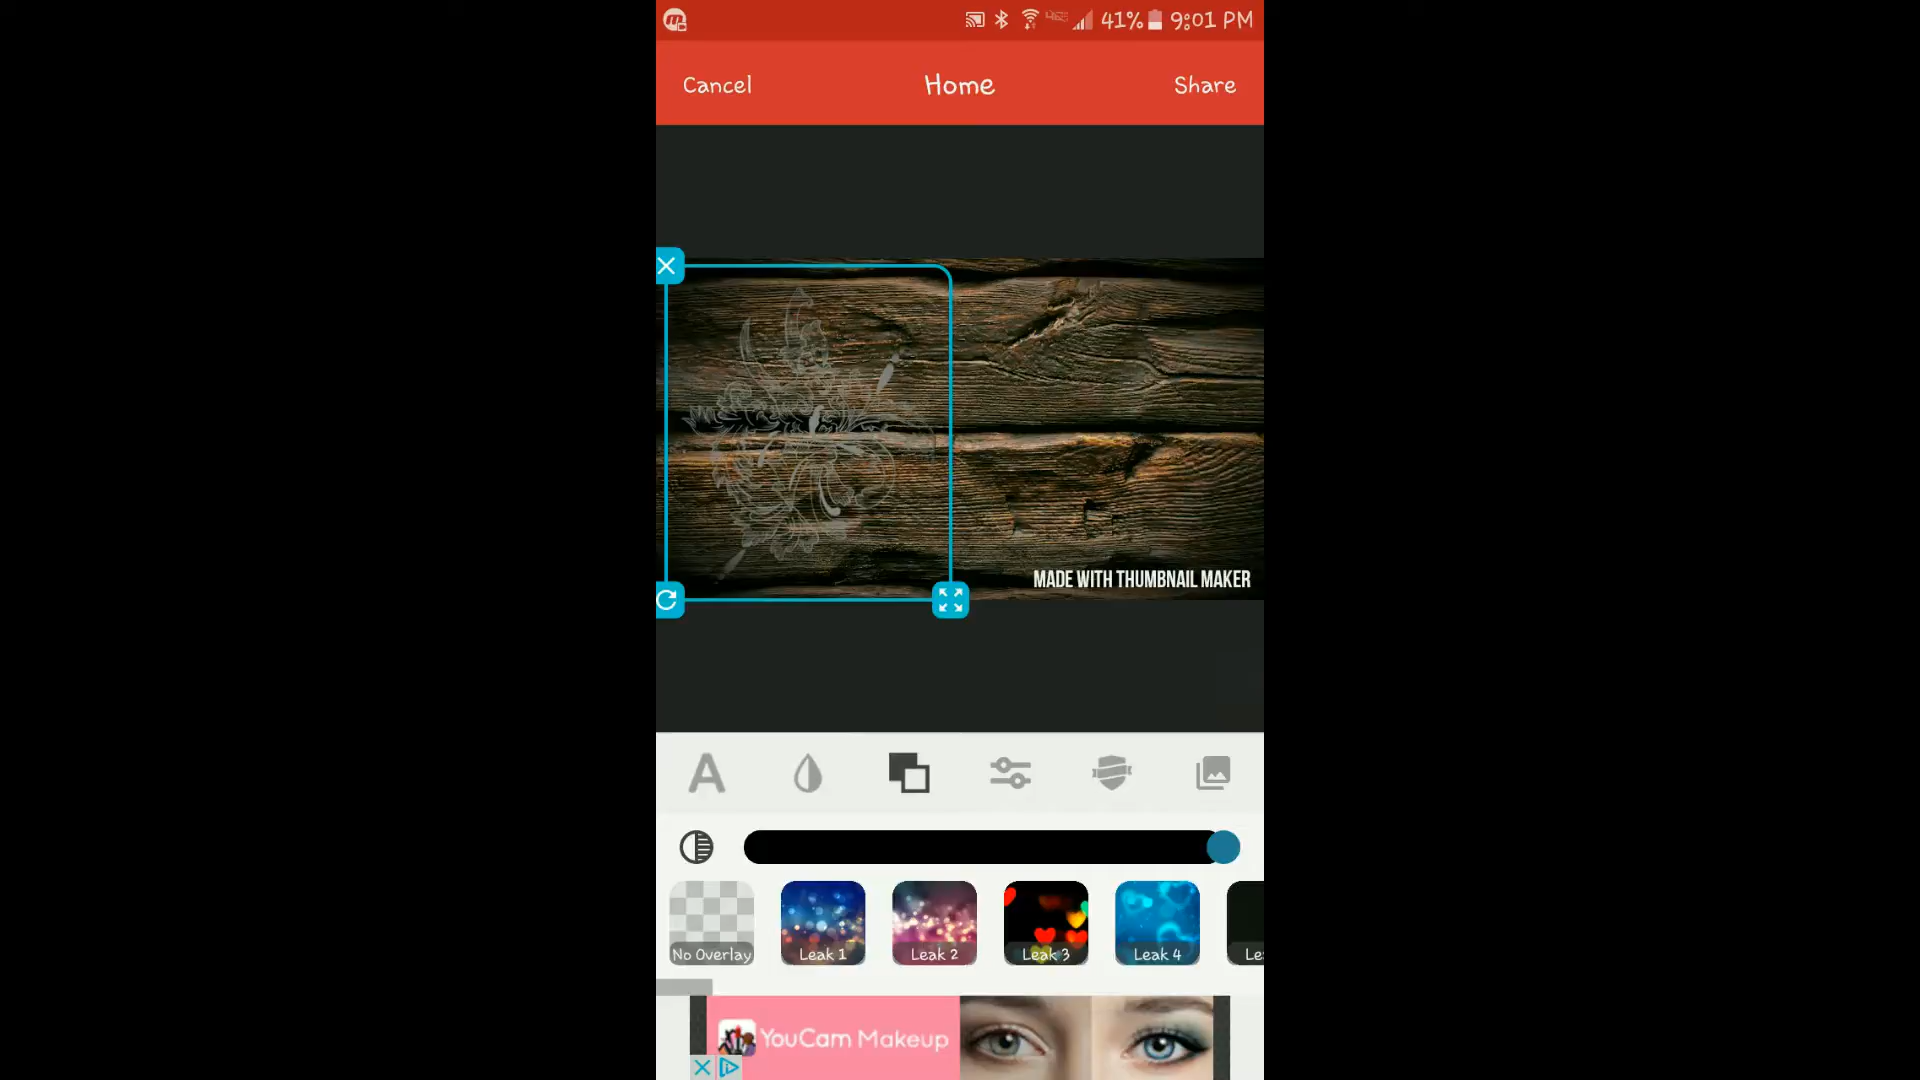 41% 9:01 PM
Cancel Home Share
MADE WITH THUMBNAIL MAKER
No Overlay Leak 1 Leak 2 Leak 3 Leak 4 Le
YouCam Makeup